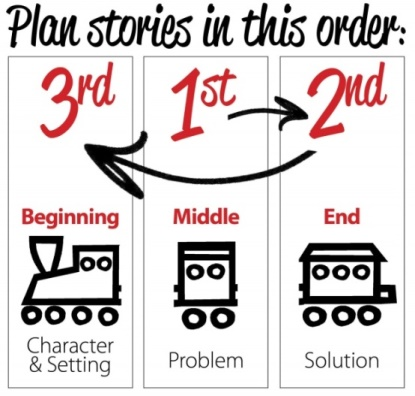 Plan stories in this order:
3rd
1st
2nd
Beginning
Middle
End
Character
& Setting
Problem
Solution